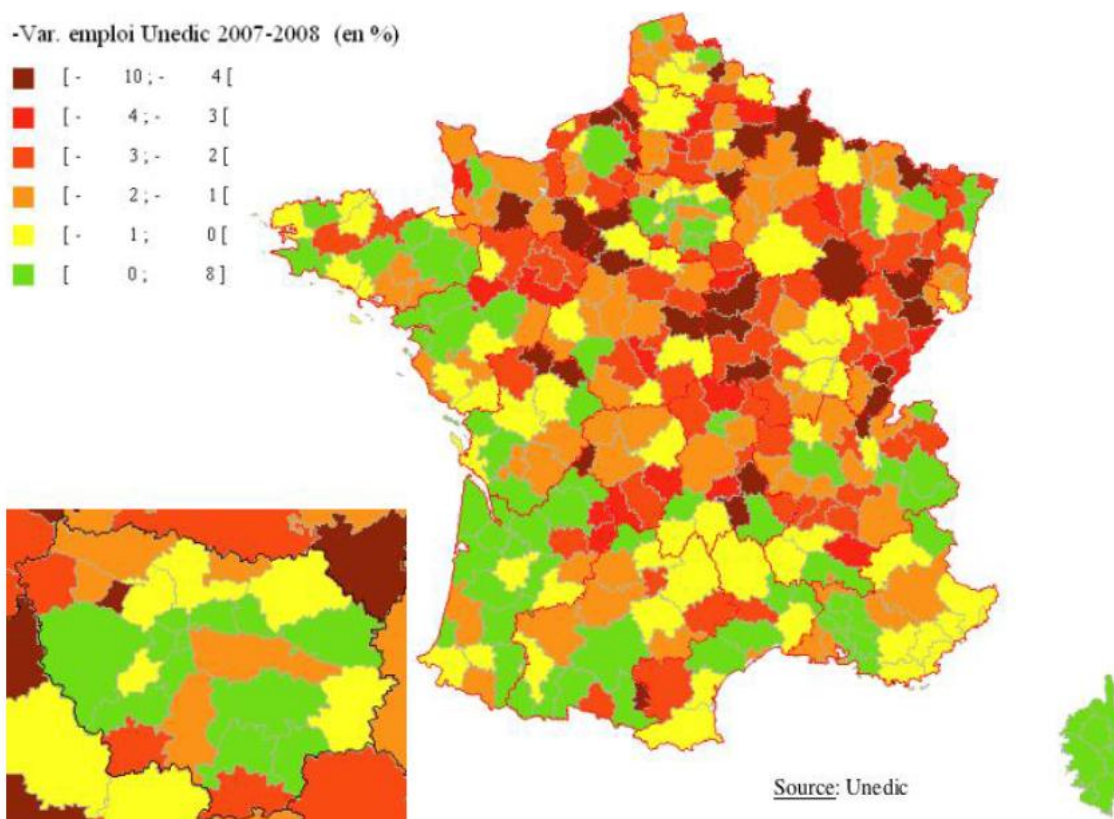 -Var. emploi Unedic 2007-2008 (en %)
[ - 10 ; - 4 [
[ - 4 ; - 3 [
[ - 3 ; - 2 [
[ - 2 ; - 1 [
[ - 1 ; 0 [
[ 0 ; 8 ]
Source: Unedic